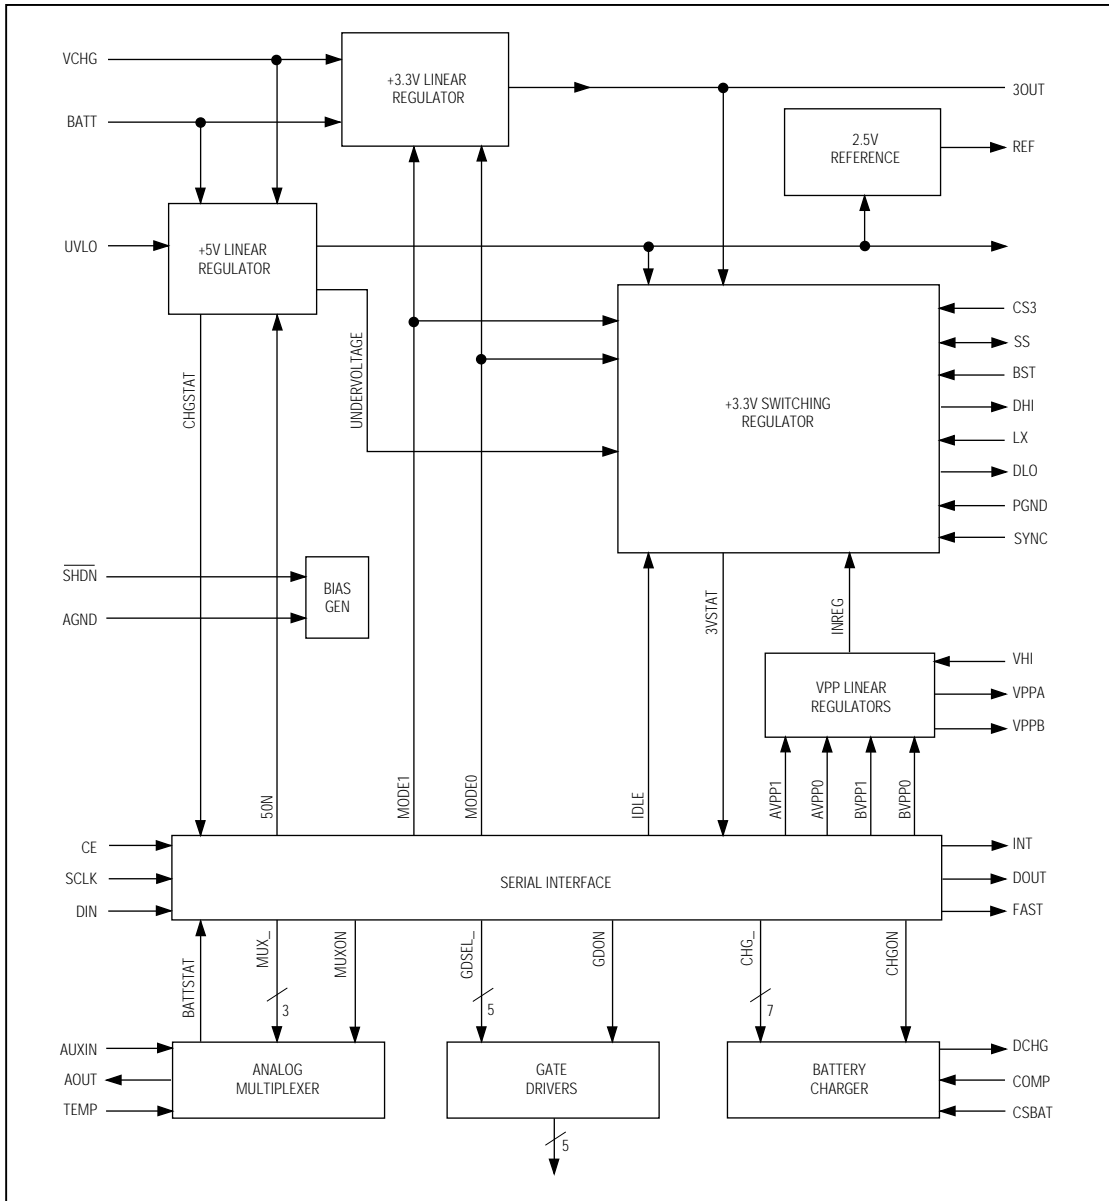 VCHG
+3.3V LINEAR
REGULATOR
3OUT
BATT
2.5V
REFERENCE
REF
UVLO
+5V LINEAR
REGULATOR
CHGSTAT
UNDERVOLTAGE
+3.3V SWITCHING
REGULATOR
CS3
SS
BST
DHI
LX
DLO
PGND
SYNC
SHDN
AGND
BIAS
GEN
3VSTAT
INREG
VPP LINEAR
REGULATORS
VHI
VPPA
VPPB
50N
MODE1
MODE0
IDLE
AVPP1
AVPP0
BVPP1
BVPP0
CE
SCLK
DIN
SERIAL INTERFACE
INT
DOUT
FAST
BATTSTAT
MUX_
3
MUXON
GDSEL_
5
GDON
CHG_
7
CHGON
AUXIN
AOUT
TEMP
ANALOG
MULTIPLEXER
GATE
DRIVERS
5
BATTERY
CHARGER
DCHG
COMP
CSBAT